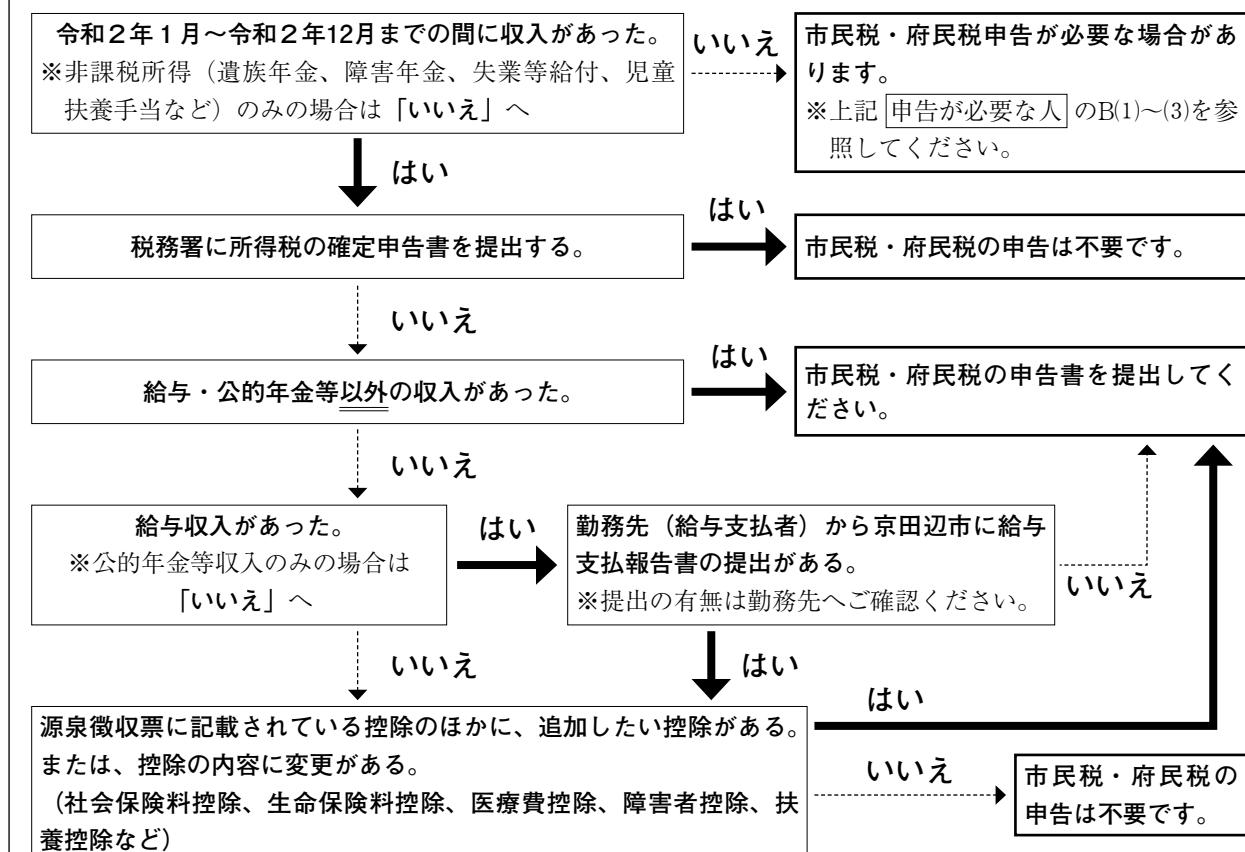 令和２年１月～令和２年12月までの間に収入があった。
※非課税所得（遺族年金、障害年金、失業等給付、児童
扶養手当など）のみの場合は「いいえ」へ
いいえ
市民税・府民税申告が必要な場合があ
ります。
※上記 申告が必要な人 のB⑴～⑶を参
照してください。
はい
税務署に所得税の確定申告書を提出する。
はい
市民税・府民税の申告は不要です。
いいえ
給与・公的年金等以外の収入があった。
はい
市民税・府民税の申告書を提出してく
ださい。
いいえ
給与収入があった。
※公的年金等収入のみの場合は
「いいえ」へ
はい
勤務先（給与支払者）から京田辺市に給与
支払報告書の提出がある。
※提出の有無は勤務先へご確認ください。
いいえ
いいえ
はい
源泉徴収票に記載されている控除のほかに、追加したい控除がある。
または、控除の内容に変更がある。
（社会保険料控除、生命保険料控除、医療費控除、障害者控除、扶
養控除など）
はい
いいえ
市民税・府民税の
申告は不要です。